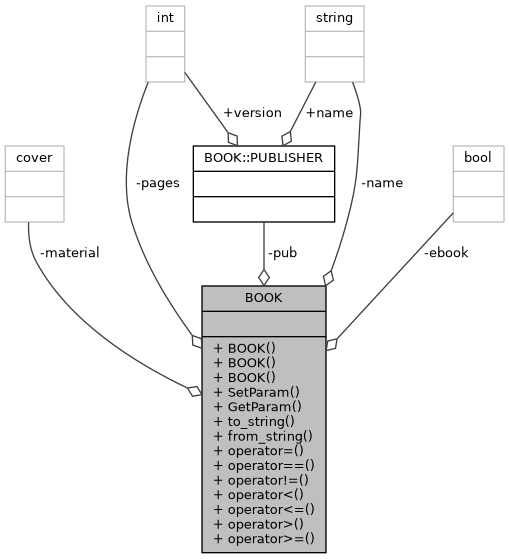 int
string
+version
+name
cover
BOOK::PUBLISHER
bool
-pages
-name
-material
-pub
-ebook
BOOK
+ BOOK()
+ BOOK()
+ BOOK()
+ SetParam()
+ GetParam()
+ to_string()
+ from_string()
+ operator=()
+ operator==()
+ operator!=()
+ operator<()
+ operator<=()
+ operator>()
+ operator>=()